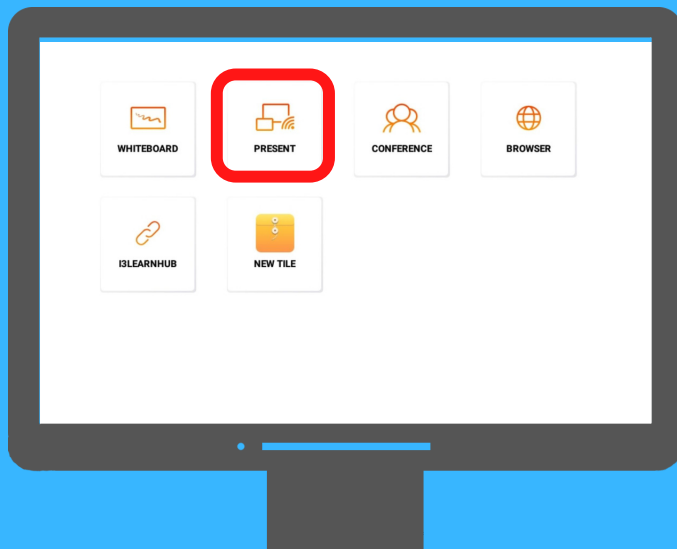 WHITEBOARD
PRESENT
CONFERENCE
BROWSER
I3LEARNHUB
NEW TILE